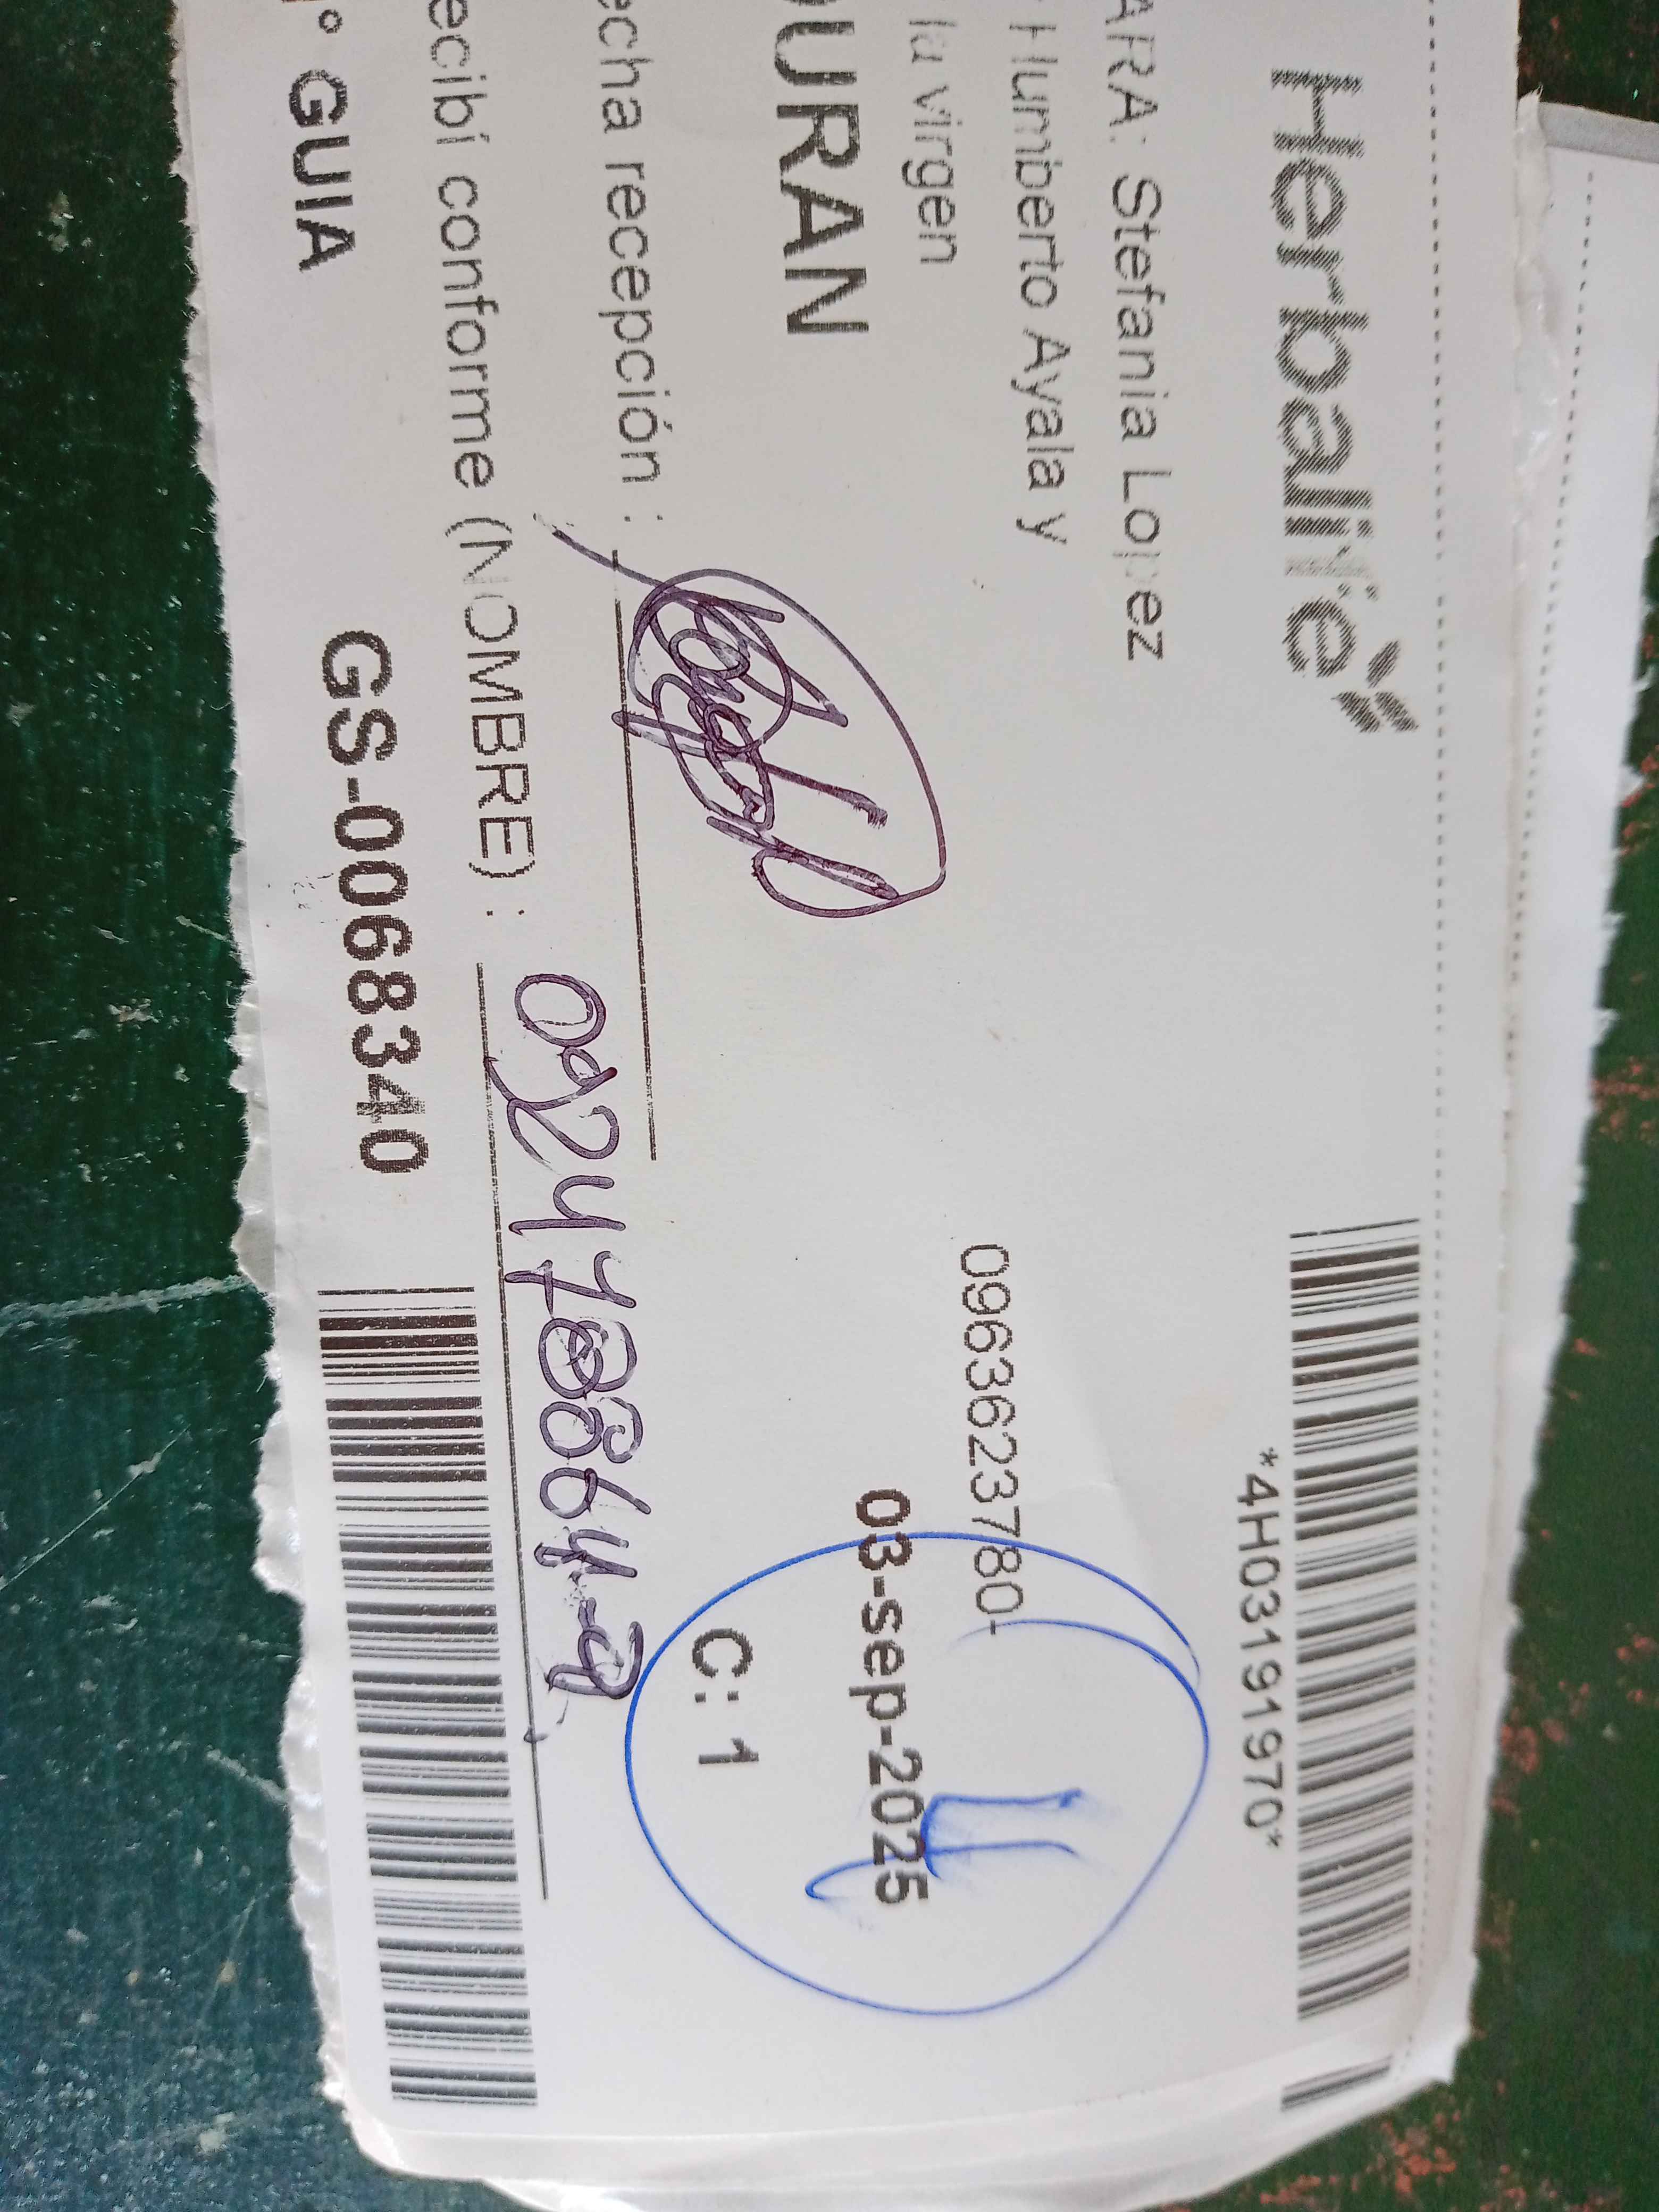 Herbalife
*4H03191970*
ARA: Stefania Lopez
Humberto Ayala y
la virgen
0963623780-
URAN
03-sep-2025
C: 1
echa recepción :
ecibí conforme (NOMBRE) :
° GUIA
GS-00683340